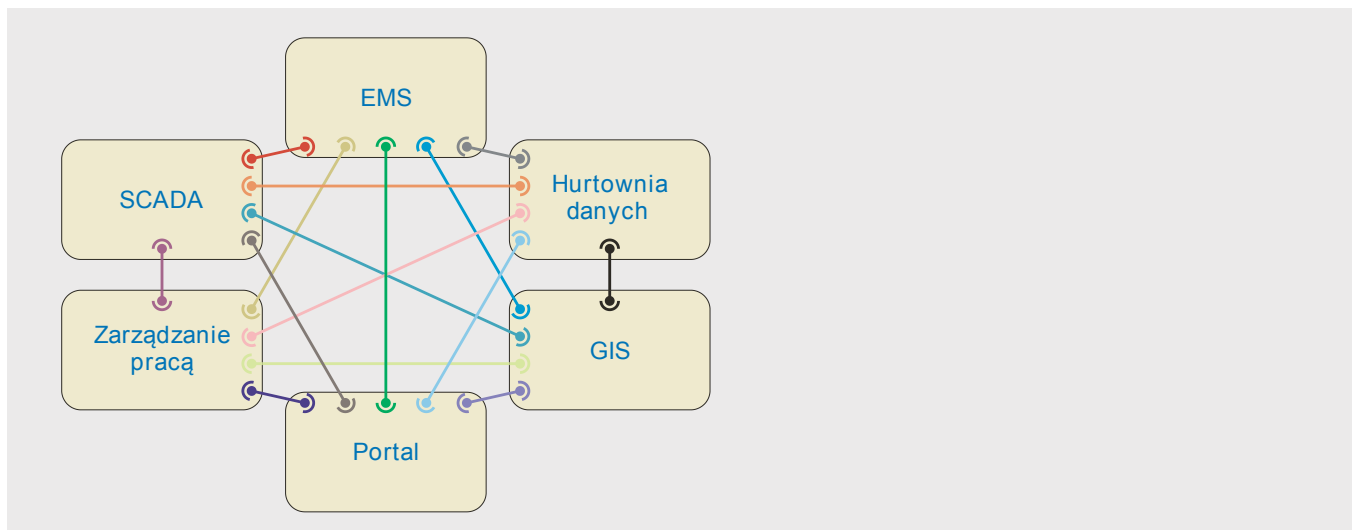 EMS
SCADA
Hurtownia
danych
Zarządzanie
pracą
GIS
Portal